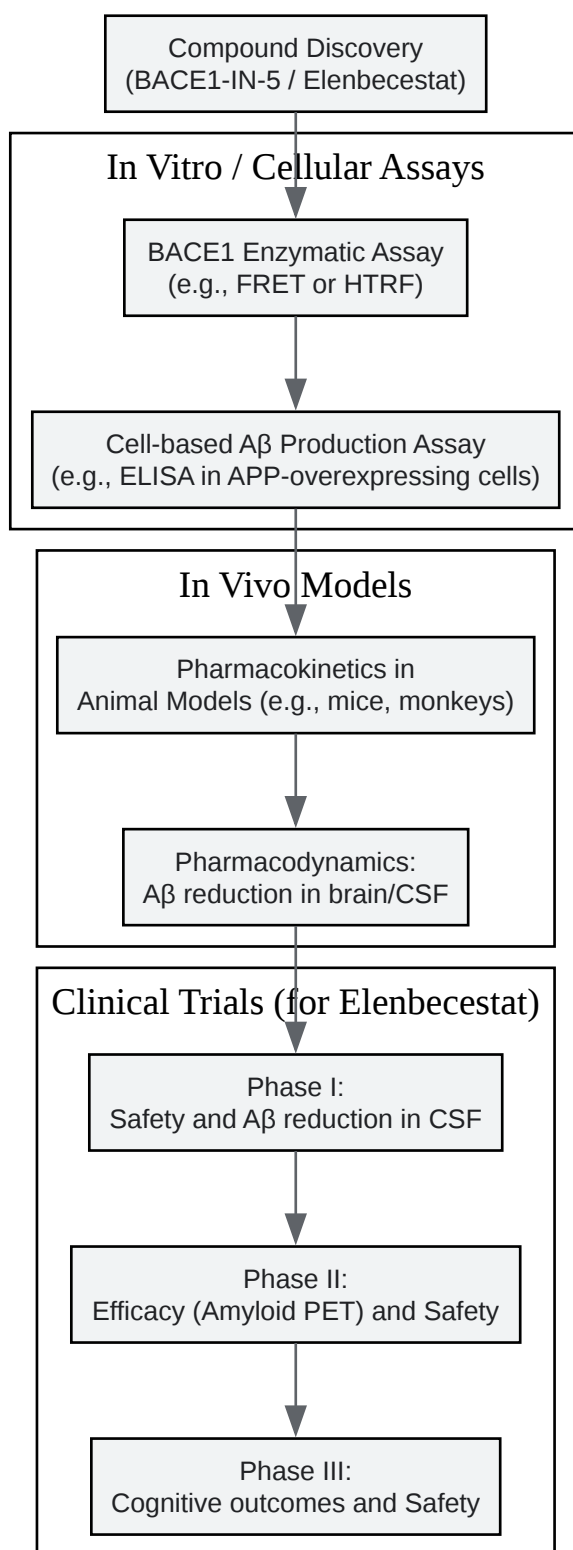 Compound Discovery
(BACE1-IN-5 / Elenbecestat)
In Vitro / Cellular Assays
BACE1 Enzymatic Assay
(e.g., FRET or HTRF)
Cell-based Aβ Production Assay
(e.g., ELISA in APP-overexpressing cells)
In Vivo Models
Pharmacokinetics in
Animal Models (e.g., mice, monkeys)
Pharmacodynamics:
Aβ reduction in brain/CSF
Clinical Trials (for Elenbecestat)
Phase I:
Safety and Aβ reduction in CSF
Phase II:
Efficacy (Amyloid PET) and Safety
Phase III:
Cognitive outcomes and Safety